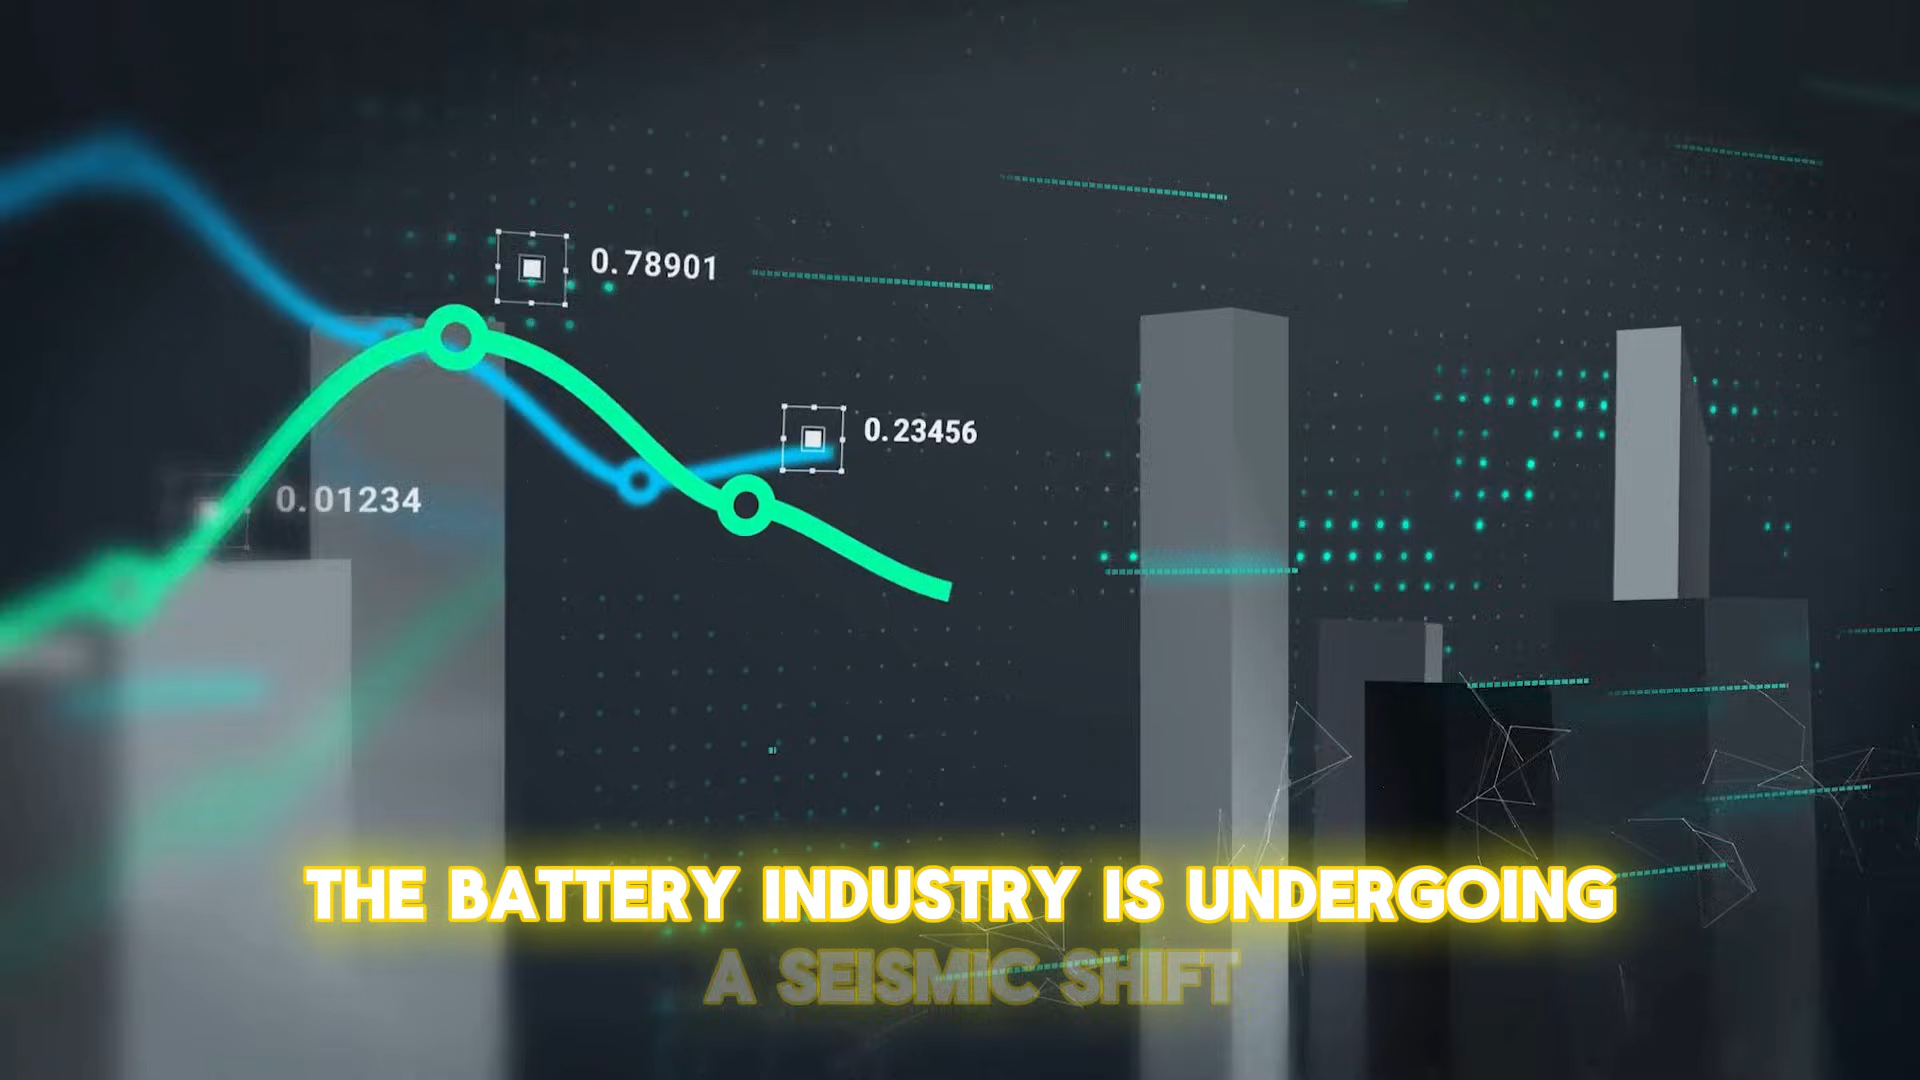 0.78901
0.23456
0.01234
THE BATTERY INDUSTRY IS UNDERGOING
A SEISMIC SHIFT